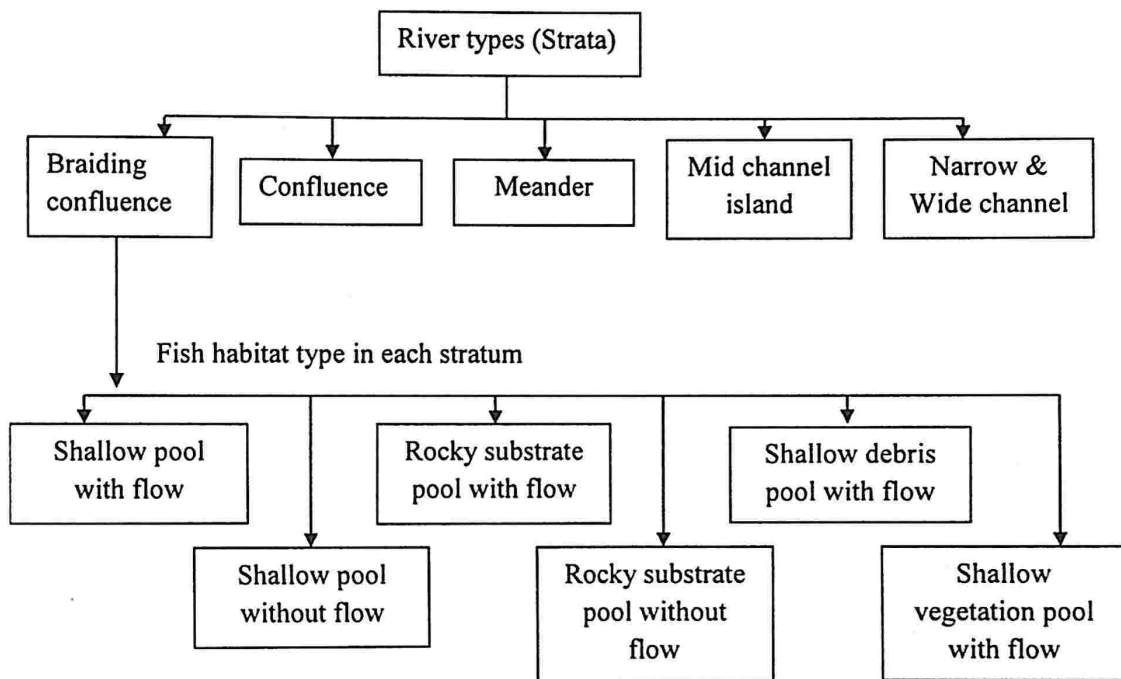 River types (Strata)
Braiding
confluence
Confluence
Meander
Mid channel
island
Narrow &
Wide channel
Fish habitat type in each stratum
Shallow pool
with flow
Rocky substrate
pool with flow
Shallow debris
pool with flow
Shallow pool
without flow
Rocky substrate
pool without
flow
Shallow
vegetation pool
with flow